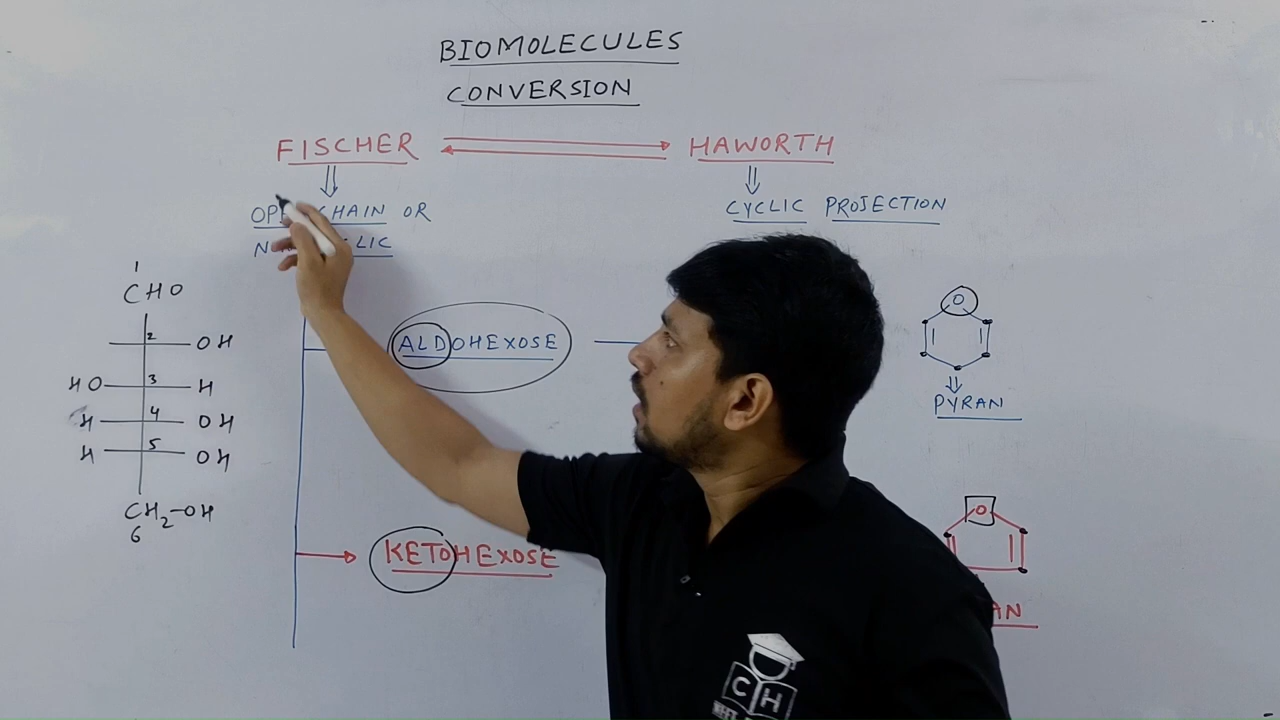 BIOMOLECULES
CONVERSION
FISCHER HAWORTH
CHAIN OR
CYCLIC PROJECTION
1
CHO
2 OH
HO 3 H
H 4 OH
H 5 OH
CH2-OH
6
ALDOHEXOSE
KETOHEXOSE
O
PYRAN
O
CH